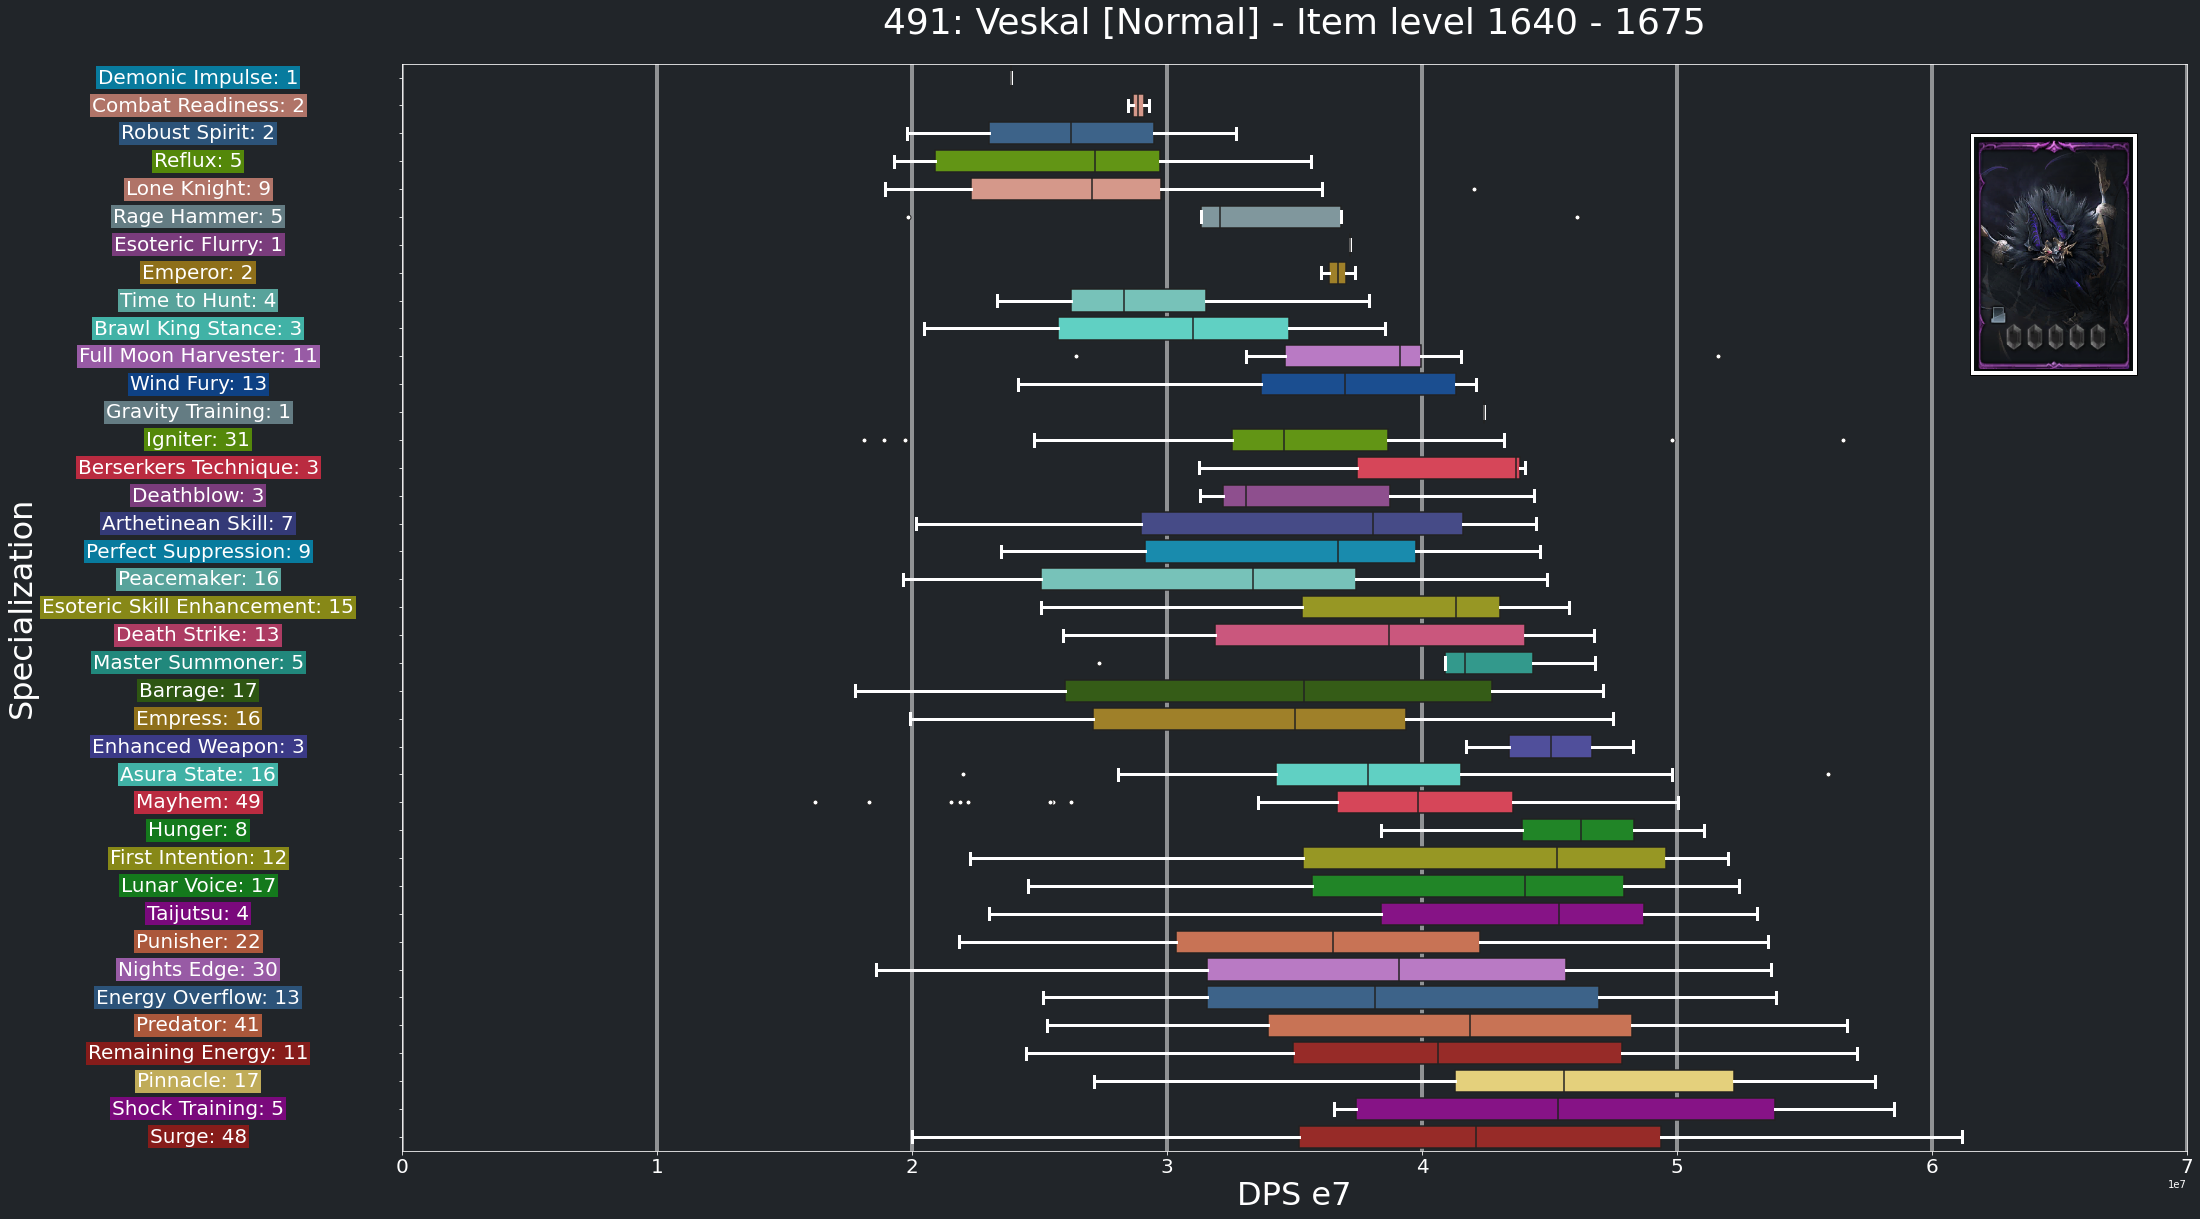 491: Veskal [Normal] - Item level 1640 - 1675
Demonic Impulse: 1
Combat Readiness: 2
Robust Spirit: 2
Reflux: 5
Lone Knight: 9
Rage Hammer: 5
Esoteric Flurry: 1
Emperor: 2
Time to Hunt: 4
Brawl King Stance: 3
Full Moon Harvester: 11
Wind Fury: 13
Gravity Training: 1
Igniter: 31
Berserkers Technique: 3
Deathblow: 3
Arthetinean Skill: 7
Perfect Suppression: 9
Peacemaker: 16
Esoteric Skill Enhancement: 15
Death Strike: 13
Master Summoner: 5
Barrage: 17
Empress: 16
Enhanced Weapon: 3
Asura State: 16
Mayhem: 49
Hunger: 8
First Intention: 12
Lunar Voice: 17
Taijutsu: 4
Punisher: 22
Nights Edge: 30
Energy Overflow: 13
Predator: 41
Remaining Energy: 11
Pinnacle: 17
Shock Training: 5
Surge: 48
Specialization
0 1 2 3 4 5 6 7
1e7
DPS e7